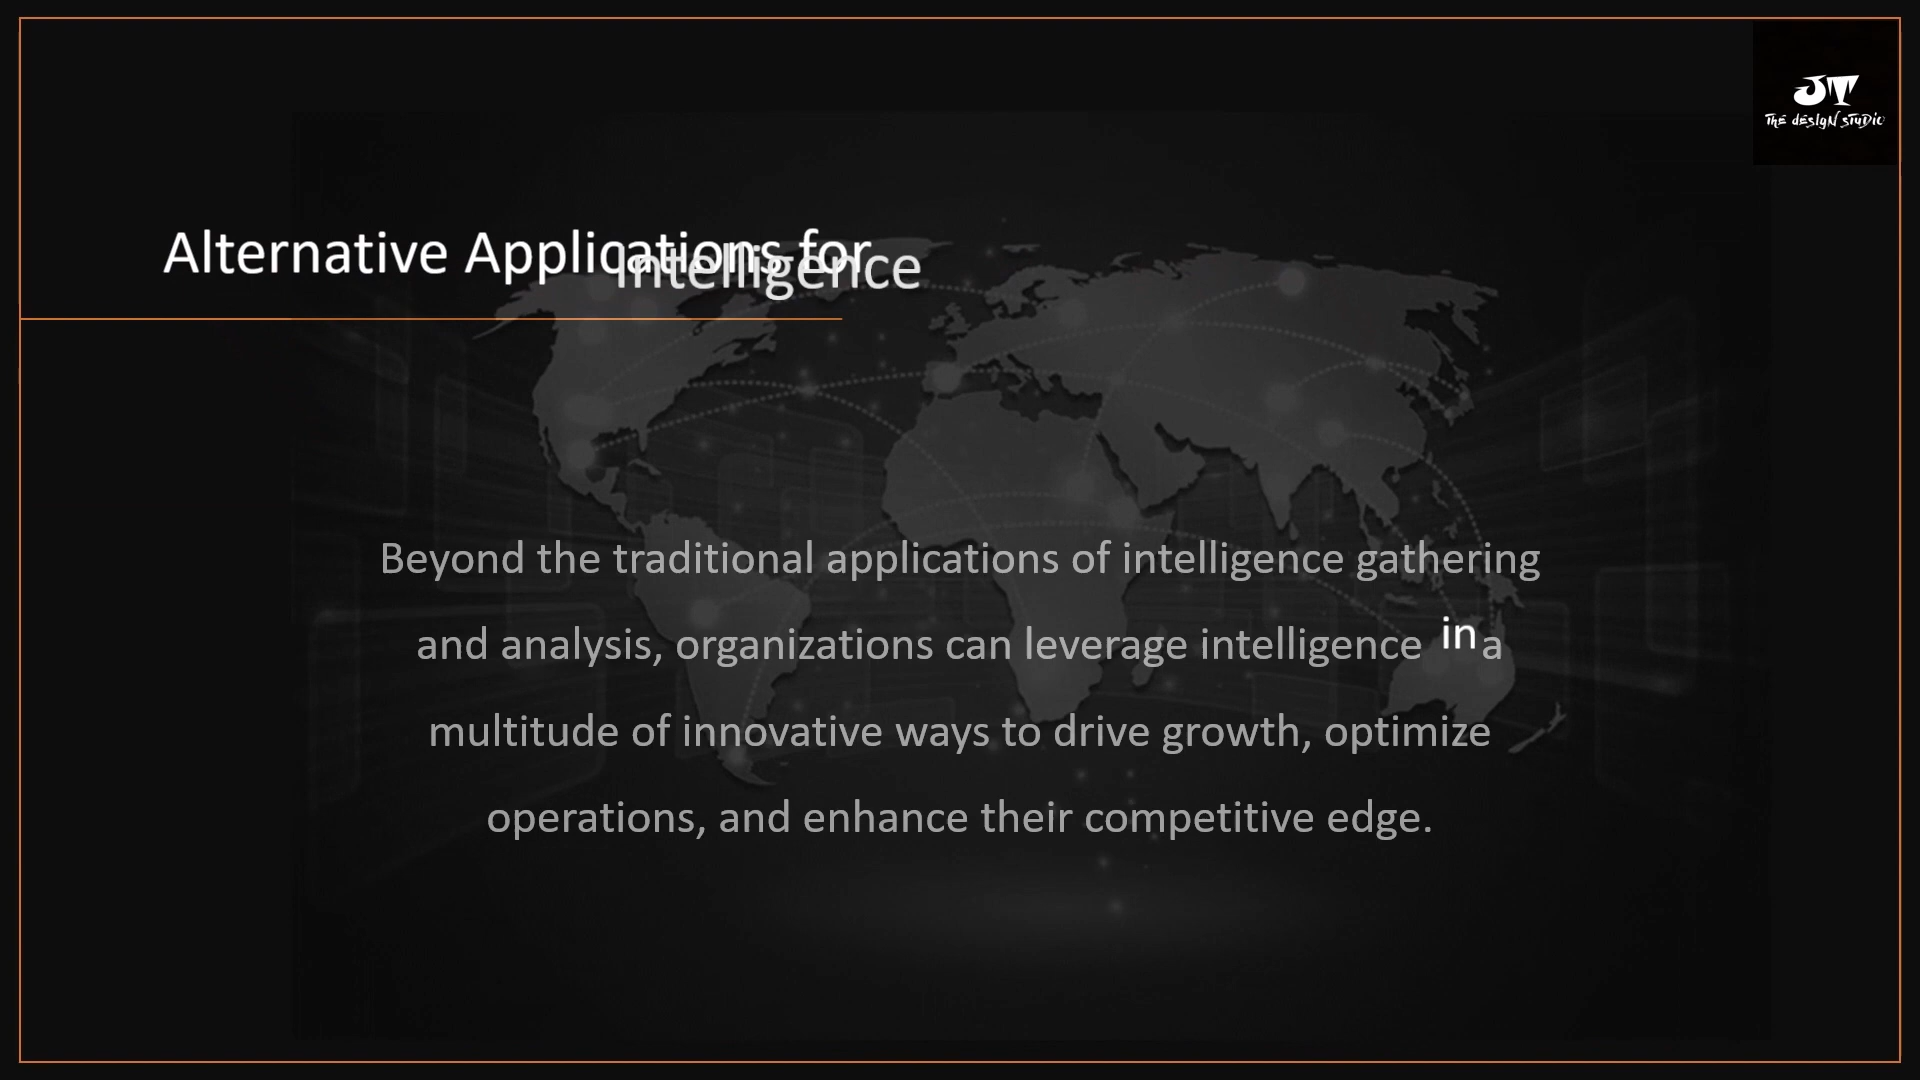 JT
THE DESIGN STUDIO
Alternative Applications for
Intelligence
Beyond the traditional applications of intelligence gathering
and analysis, organizations can leverage intelligence in a
multitude of innovative ways to drive growth, optimize
operations, and enhance their competitive edge.